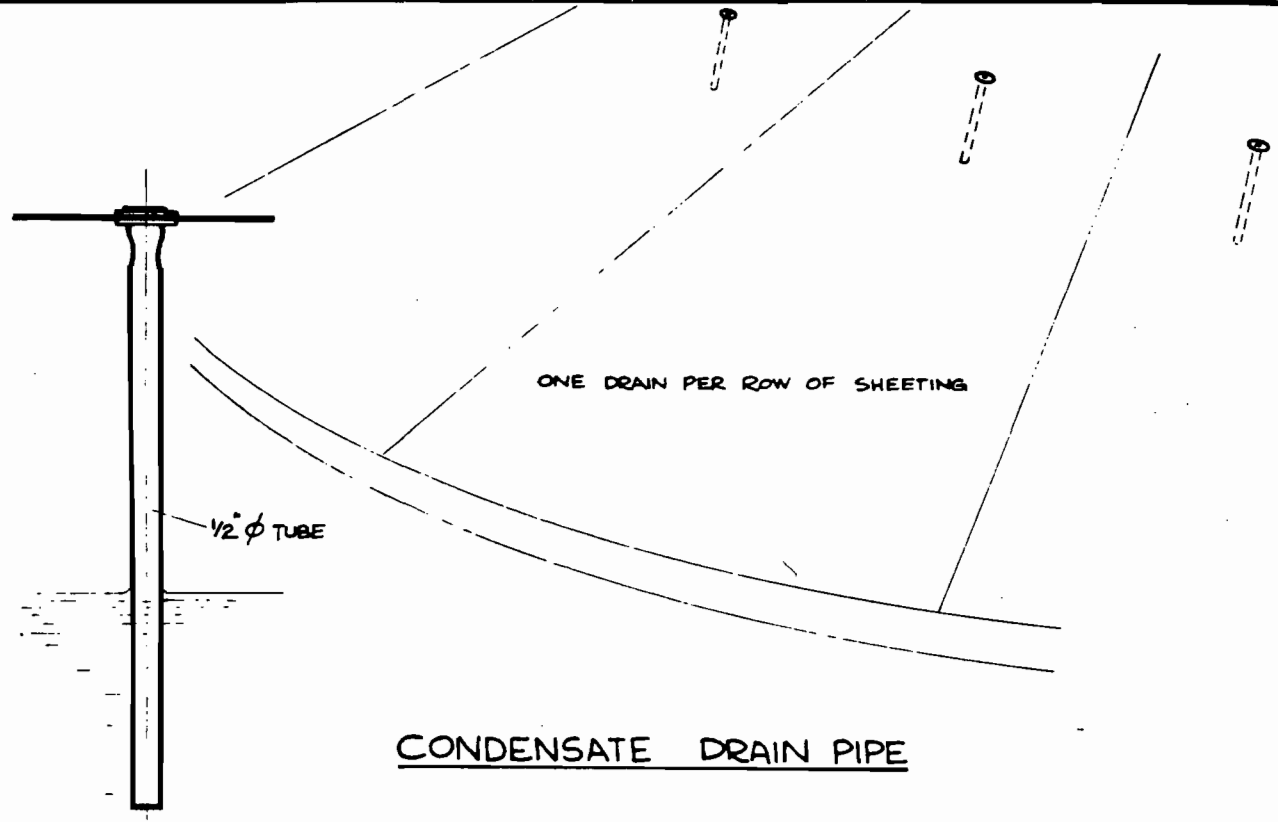 ONE DRAIN PER ROW OF SHEETING
1/2" φ TUBE
CONDENSATE DRAIN PIPE